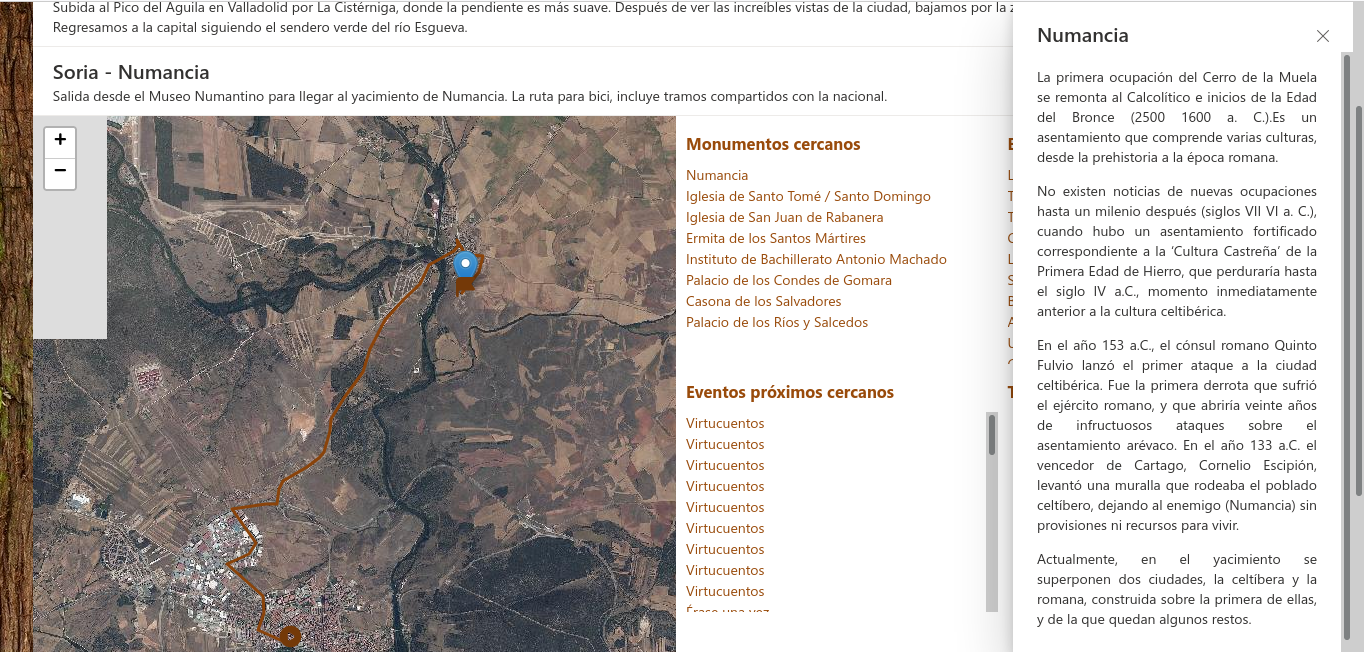 Subida al Pico del Aguila en Valladolid por La Cistérniga, donde la pendiente es más suave. Después de ver las increíbles vistas de la ciudad, bajamos por la
Regresamos a la capital siguiendo el sendero verde del río Esgueva.
Soria - Numancia
Salida desde el Museo Numantino para llegar al yacimiento de Numancia. La ruta para bici, incluye tramos compartidos con la nacional.
+
−
Monumentos cercanos
Numancia
Iglesia de Santo Tomé / Santo Domingo
Iglesia de San Juan de Rabanera
Ermita de los Santos Mártires
Instituto de Bachillerato Antonio Machado
Palacio de los Condes de Gomara
Casona de los Salvadores
Palacio de los Ríos y Salcedos
Eventos próximos cercanos
Virtucuentos
Virtucuentos
Virtucuentos
Virtucuentos
Virtucuentos
Virtucuentos
Virtucuentos
Virtucuentos
Virtucuentos
Érase una vez
Numancia
La primera ocupación del Cerro de la Muela
se remonta al Calcolítico e inicios de la Edad
del Bronce (2500 1600 a. C.).Es un
asentamiento que comprende varias culturas,
desde la prehistoria a la época romana.
No existen noticias de nuevas ocupaciones
hasta un milenio después (siglos VII VI a. C.),
cuando hubo un asentamiento fortificado
correspondiente a la ‘Cultura Castreña’ de la
Primera Edad de Hierro, que perduraría hasta
el siglo IV a.C., momento inmediatamente
anterior a la cultura celtibérica.
En el año 153 a.C., el cónsul romano Quinto
Fulvio lanzó el primer ataque a la ciudad
celtibérica. Fue la primera derrota que sufrió
el ejército romano, y que abriría veinte años
de infructuosos ataques sobre el
asentamiento arévaco. En el año 133 a.C. el
vencedor de Cartago, Cornelio Escipión,
levantó una muralla que rodeaba el poblado
celtíbero, dejando al enemigo (Numancia) sin
provisiones ni recursos para vivir.
Actualmente, en el yacimiento se
superponen dos ciudades, la celtíbera y la
romana, construida sobre la primera de ellas,
y de la que quedan algunos restos.